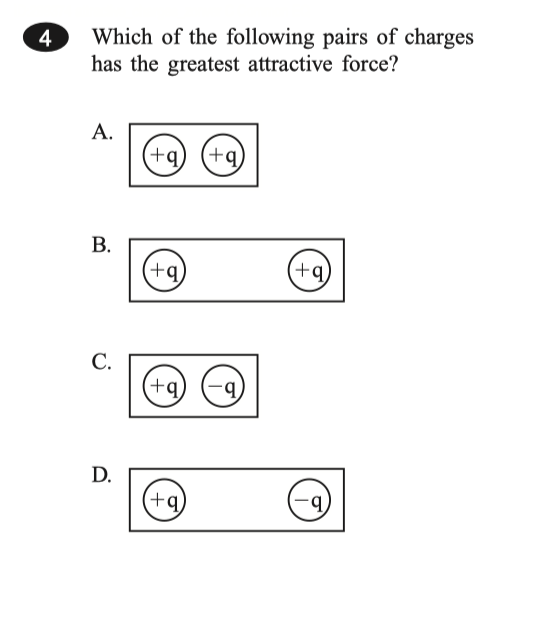 4 Which of the following pairs of charges
has the greatest attractive force?
A. +q +q
B. +q +q
C. +q −q
D. +q −q